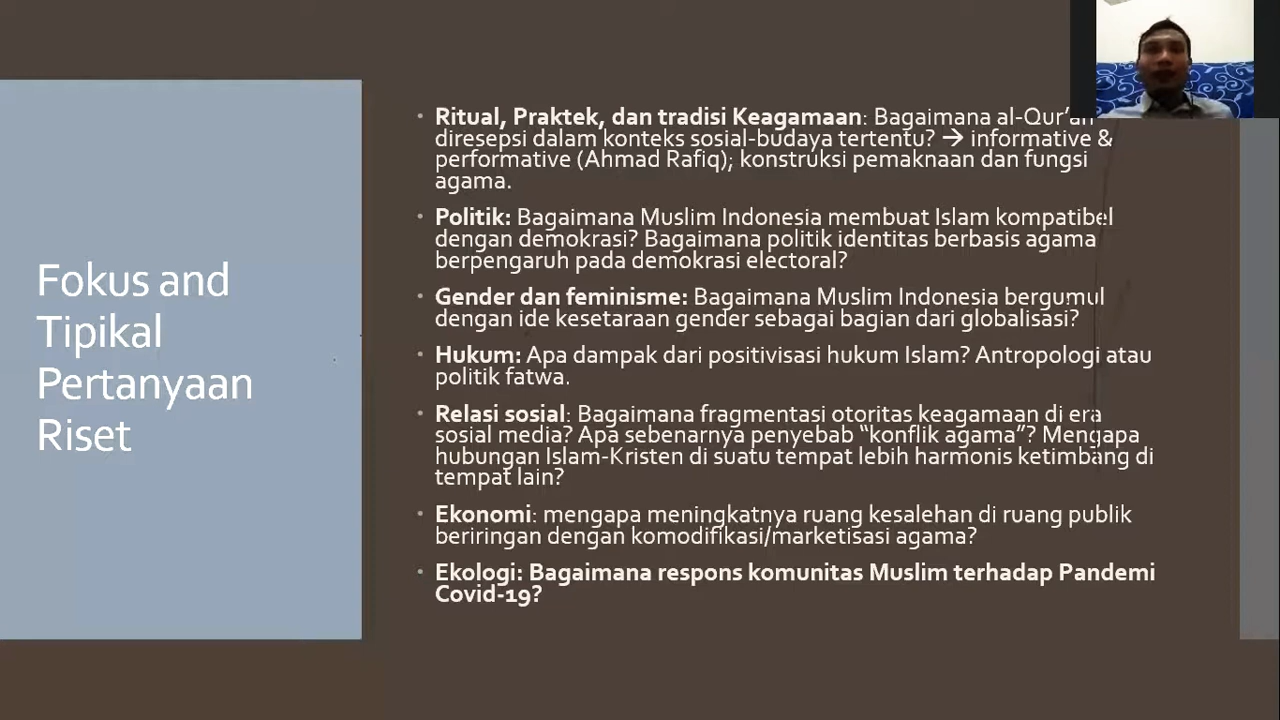 Fokus and
Tipikal
Pertanyaan
Riset
• Ritual, Praktek, dan tradisi Keagamaan: Bagaimana al-Qur'an
diresepsi dalam konteks sosial-budaya tertentu? → informative &
performative (Ahmad Rafiq); konstruksi pemaknaan dan fungsi
agama.
• Politik: Bagaimana Muslim Indonesia membuat Islam kompatibel
dengan demokrasi? Bagaimana politik identitas berbasis agama
berpengaruh pada demokrasi electoral?
• Gender dan feminisme: Bagaimana Muslim Indonesia bergumul
dengan ide kesetaraan gender sebagai bagian dari globalisasi?
• Hukum: Apa dampak dari positivisasi hukum Islam? Antropologi atau
politik fatwa.
• Relasi sosial: Bagaimana fragmentasi otoritas keagamaan di era
sosial media? Apa sebenarnya penyebab “konflik agama”? Mengapa
hubungan Islam-Kristen di suatu tempat lebih harmonis ketimbang di
tempat lain?
• Ekonomi: mengapa meningkatnya ruang kesalehan di ruang publik
beriringan dengan komodifikasi/marketisasi agama?
• Ekologi: Bagaimana respons komunitas Muslim terhadap Pandemi
Covid-19?